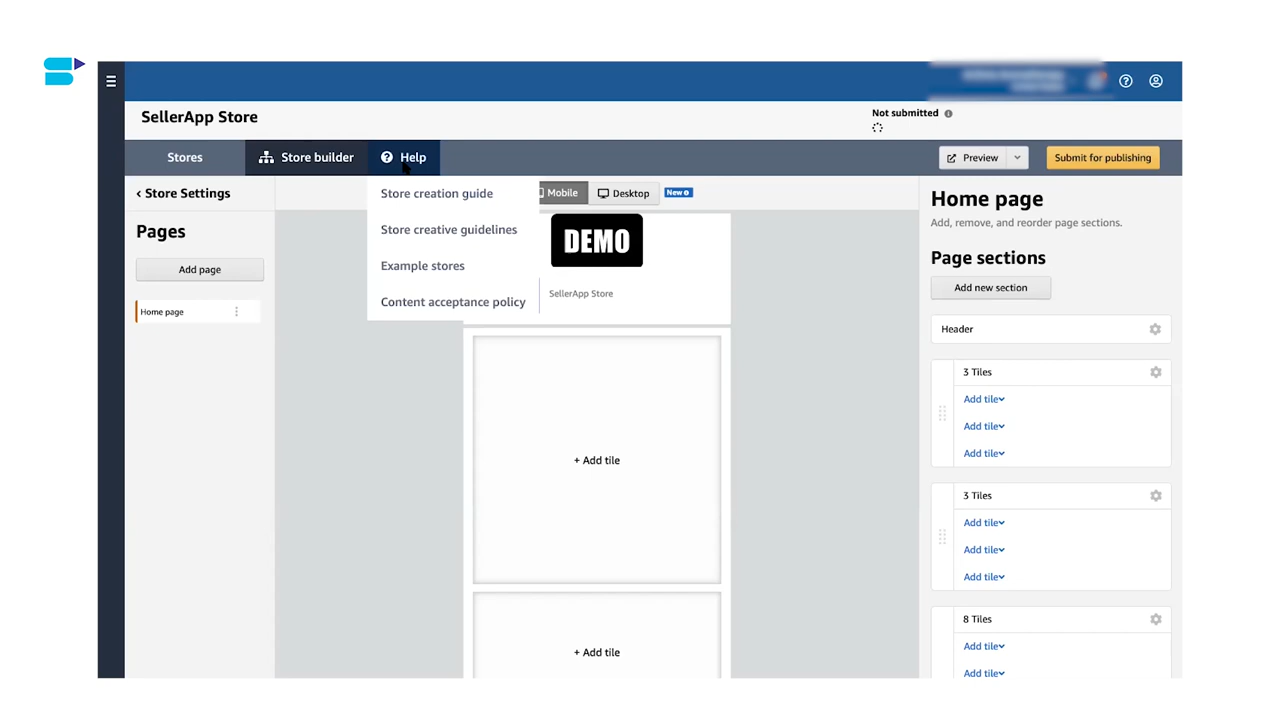 SellerApp Store
Not submitted
Stores
Store builder
Help
Preview
Submit for publishing
Store Settings
Store creation guide
Store creative guidelines
Example stores
Content acceptance policy
Mobile
Desktop
New
Pages
Add page
Home page
DEMO
SellerApp Store
+ Add tile
+ Add tile
Home page
Add, remove, and reorder page sections.
Page sections
Add new section
Header
3 Tiles
Add tile
Add tile
Add tile
3 Tiles
Add tile
Add tile
Add tile
8 Tiles
Add tile
Add tile